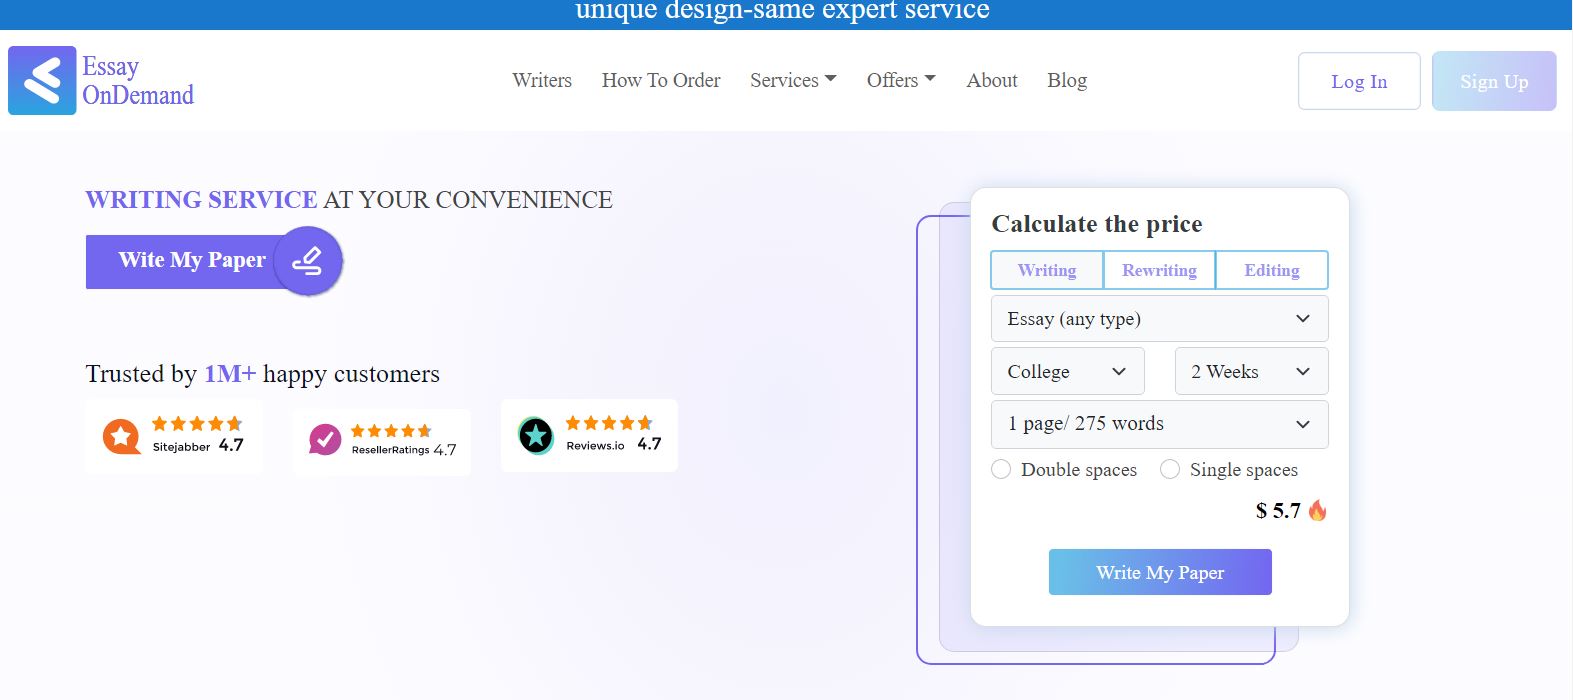 unique design-same expert service
Essay
OnDemand
Writers How To Order Services Offers About Blog
Log In Sign Up
WRITING SERVICE AT YOUR CONVENIENCE
Wite My Paper
Trusted by 1M+ happy customers
Sitejabber 4.7
ResellerRatings 4.7
Reviews.io 4.7
Calculate the price
Writing Rewriting Editing
Essay (any type)
College 2 Weeks
1 page/ 275 words
Double spaces Single spaces
$ 5.7
Write My Paper